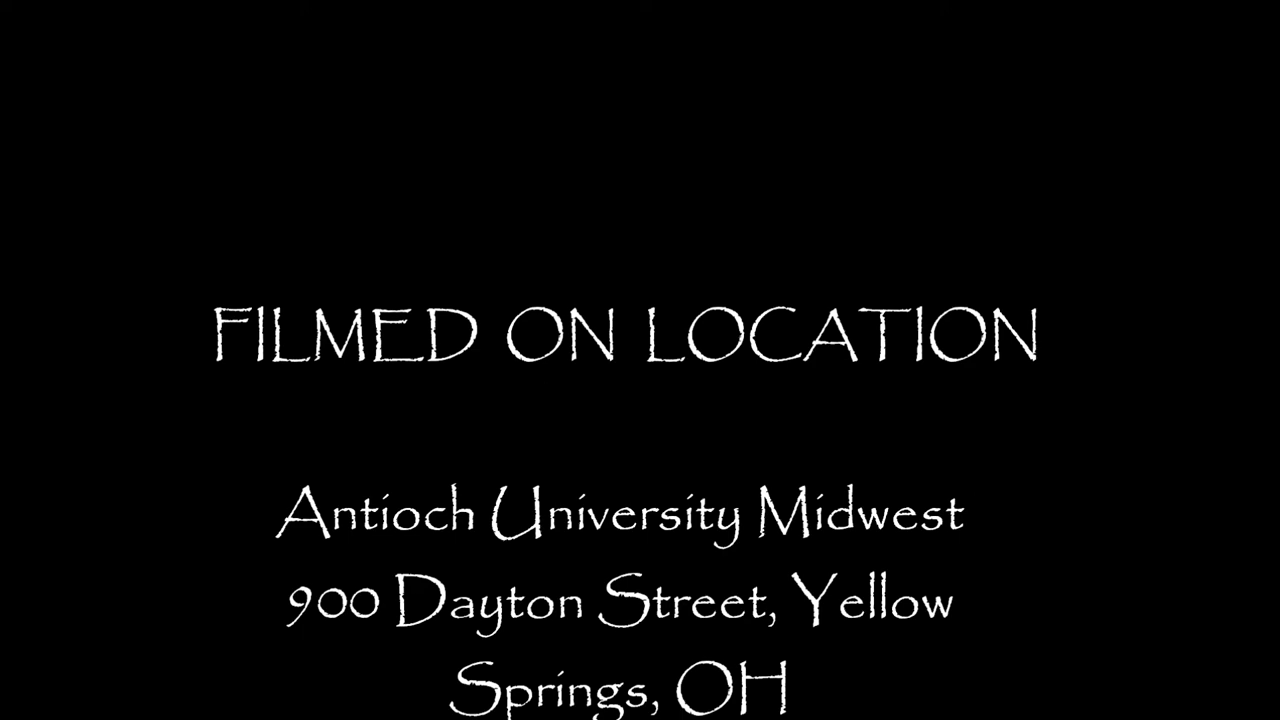 FILMED ON LOCATION
Antioch University Midwest
900 Dayton Street, Yellow
Springs, OH